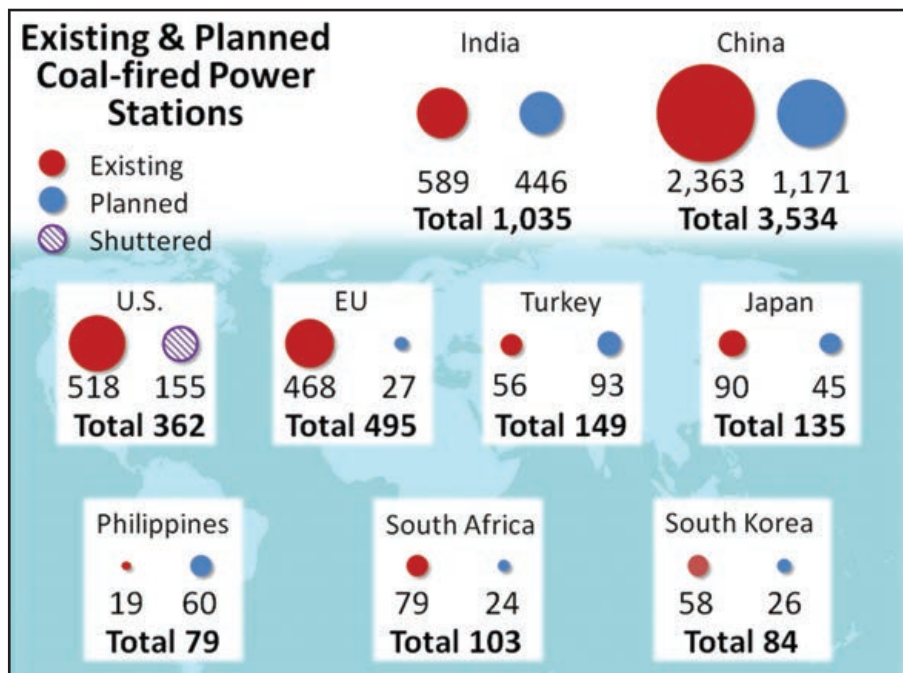 Existing & Planned
Coal-fired Power
Stations
Existing
Planned
Shuttered
India
589 446
Total 1,035
China
2,363 1,171
Total 3,534
U.S.
518 155
Total 362
EU
468 27
Total 495
Turkey
56 93
Total 149
Japan
90 45
Total 135
Philippines
19 60
Total 79
South Africa
79 24
Total 103
South Korea
58 26
Total 84